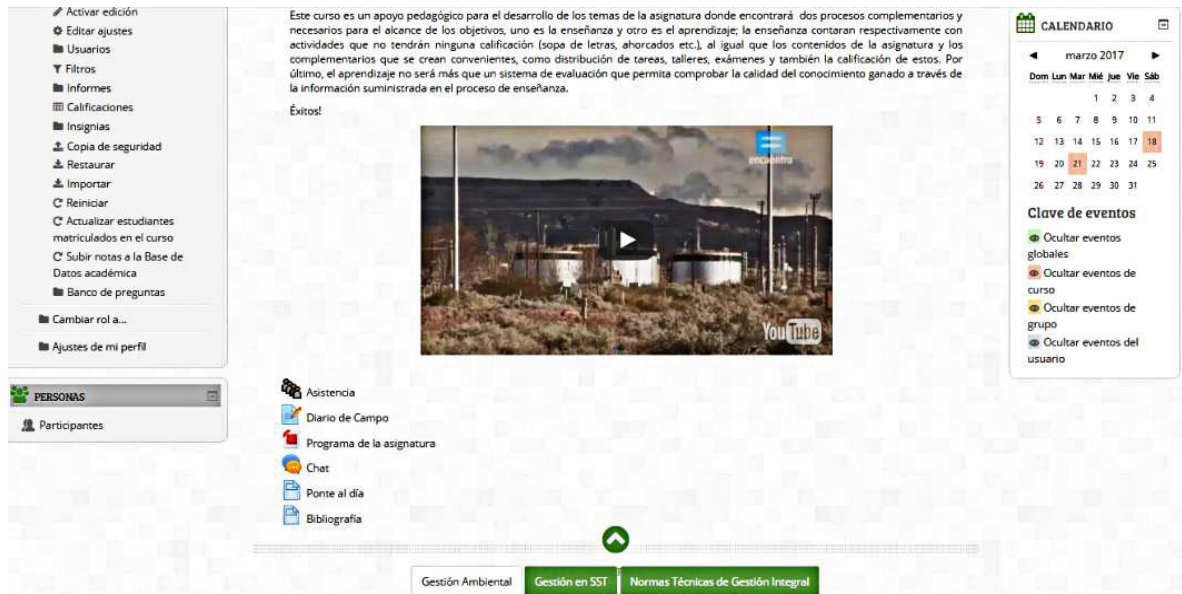 Activar edición
Editar ajustes
Usuarios
Filtros
Informes
Calificaciones
Insignias
Copia de seguridad
Restaurar
Importar
Reiniciar
Actualizar estudiantes
matriculados en el curso
Subir notas a la Base de
Datos académica
Banco de preguntas
Cambiar rol a...
Ajustes de mi perfil
PERSONAS
Participantes
Este curso es un apoyo pedagógico para el desarrollo de los temas de la asignatura donde encontrará dos procesos complementarios y
necesarios para el alcance de los objetivos, uno es la enseñanza y otro es el aprendizaje; la enseñanza contaran respectivamente con
actividades que no tendrán ninguna calificación (sopa de letras, ahorcados etc.), al igual que los contenidos de la asignatura y los
complementarios que se crean convenientes, como distribución de tareas, talleres, exámenes y también la calificación de estos. Por
último, el aprendizaje no será más que un sistema de evaluación que permita comprobar la calidad del conocimiento ganado a través de
la información suministrada en el proceso de enseñanza.
Éxitos!
encuentro
YouTube
Asistencia
Diario de Campo
Programa de la asignatura
Chat
Ponte al día
Bibliografía
Gestión Ambiental Gestión en SST Normas Técnicas de Gestión Integral
CALENDARIO
◄ marzo 2017 ►
Dom Lun Mar Mié Jue Vie Sáb
1 2 3 4
5 6 7 8 9 10 11
12 13 14 15 16 17 18
19 20 21 22 23 24 25
26 27 28 29 30 31
Clave de eventos
Ocultar eventos
globales
Ocultar eventos de
curso
Ocultar eventos de
grupo
Ocultar eventos del
usuario